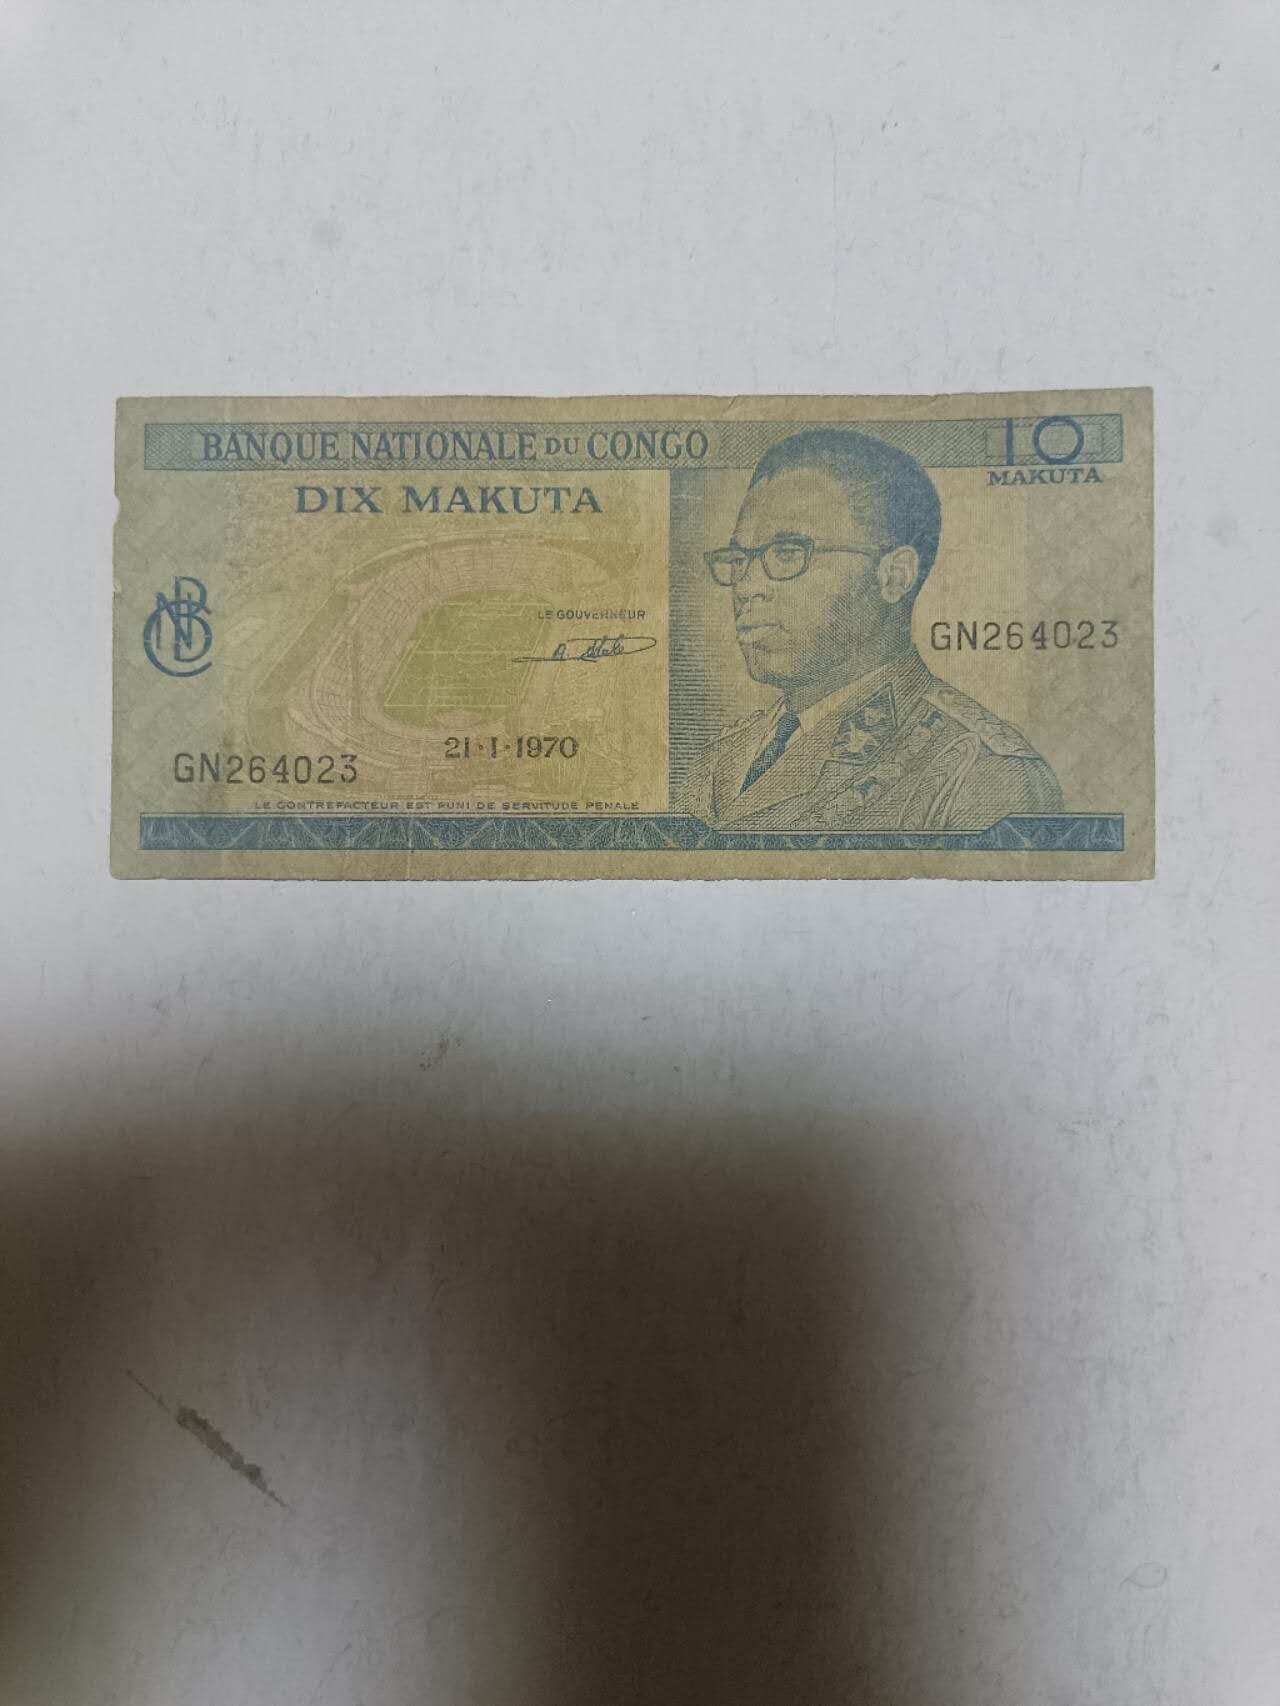 BANQUE NATIONALE DU CONGO
10
MAKUTA
DIX MAKUTA
BNC
LE GOUVERNEUR
GN264023
21·1·1970
GN264023
LE CONTREFACTEUR EST PUNI DE SERVITUDE PENALE